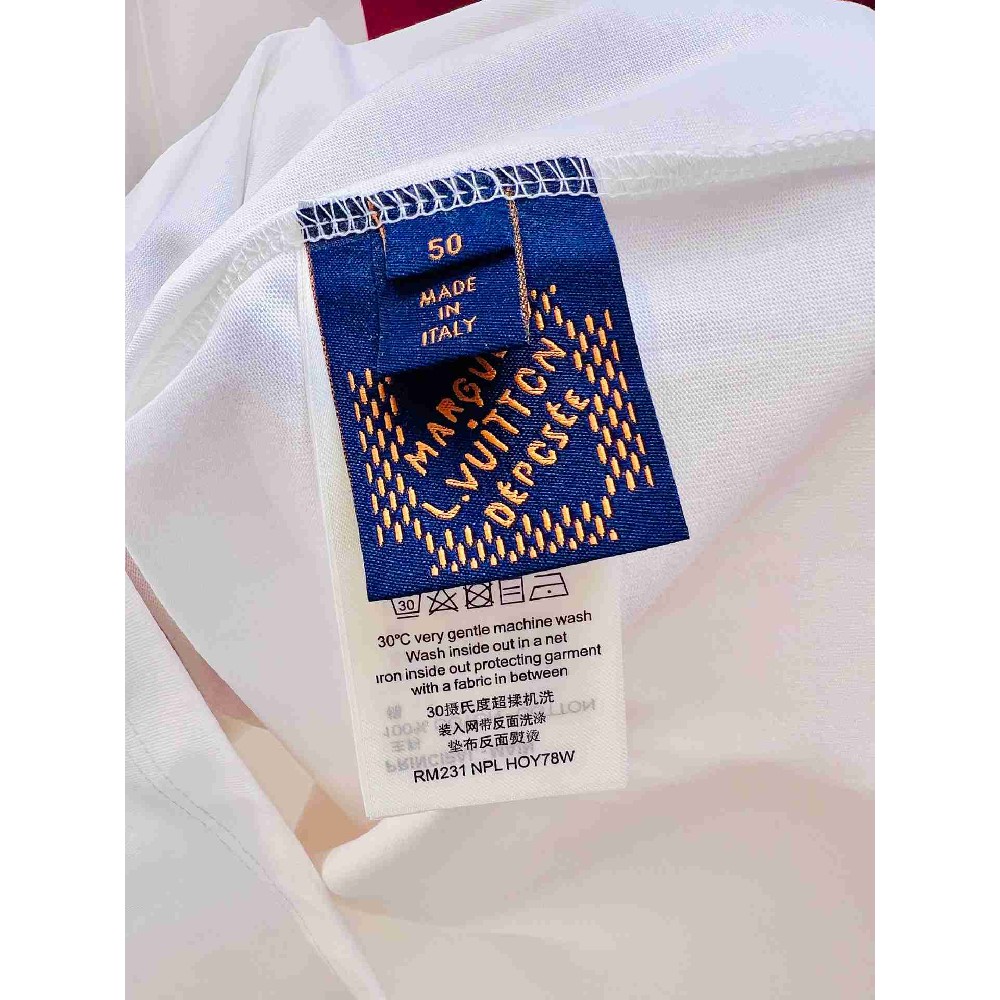 50
MADE
IN
ITALY
MARQU
L.VUITTON
DEPOSÉE
30
30°C very gentle machine wash
Wash inside out in a net
Iron inside out protecting garment
with a fabric in between
30摄氏度超揉机洗
装入网带反面洗涤
垫布反面熨烫
RM231 NPL HOY78W